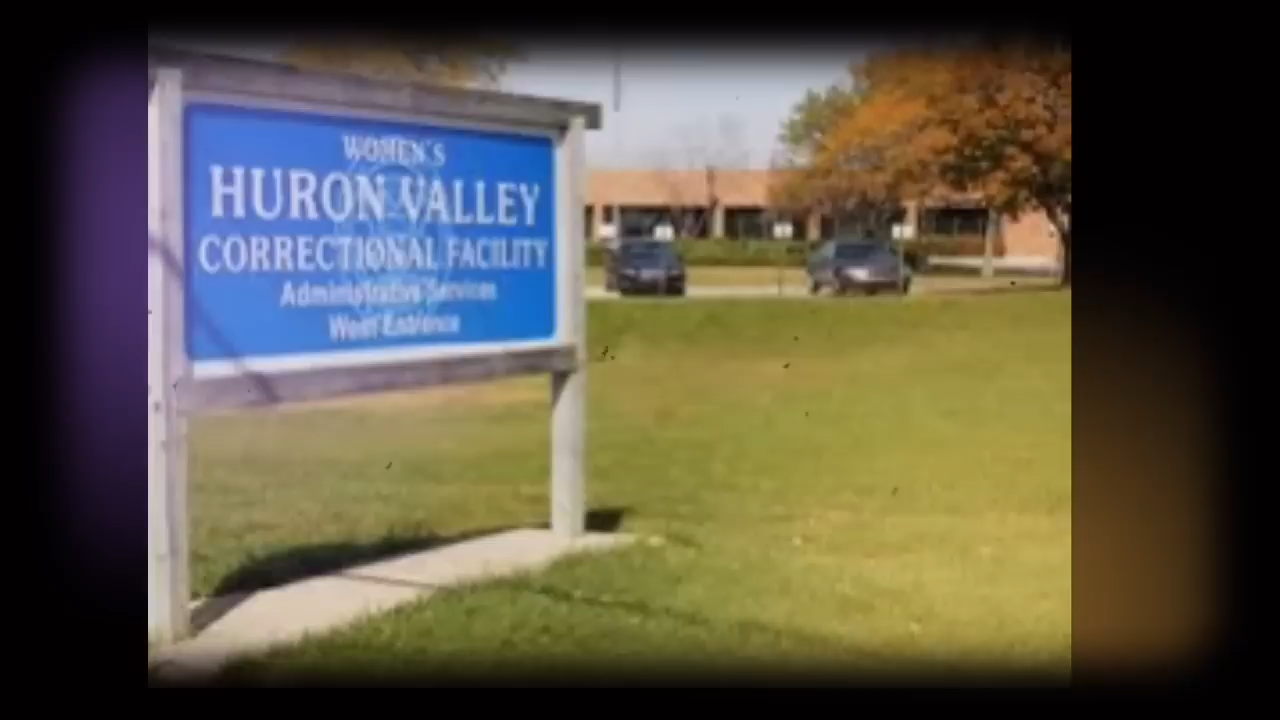 WOMEN'S
HURON VALLEY
CORRECTIONAL FACILITY
Administrative Services
West Entrance